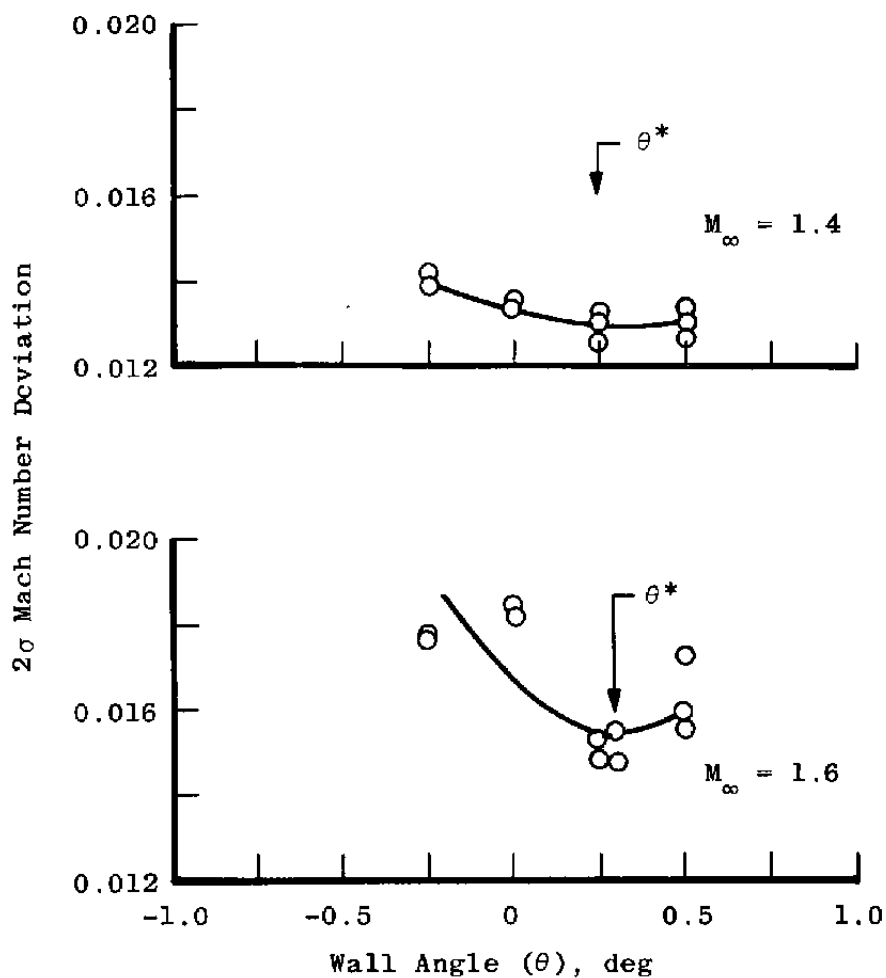 0.020
θ*
0.016
M∞ = 1.4
0.012
2σ Mach Number Deviation
0.020
θ*
0.016
M∞ = 1.6
0.012
-1.0 -0.5 0 0.5 1.0
Wall Angle (θ), deg